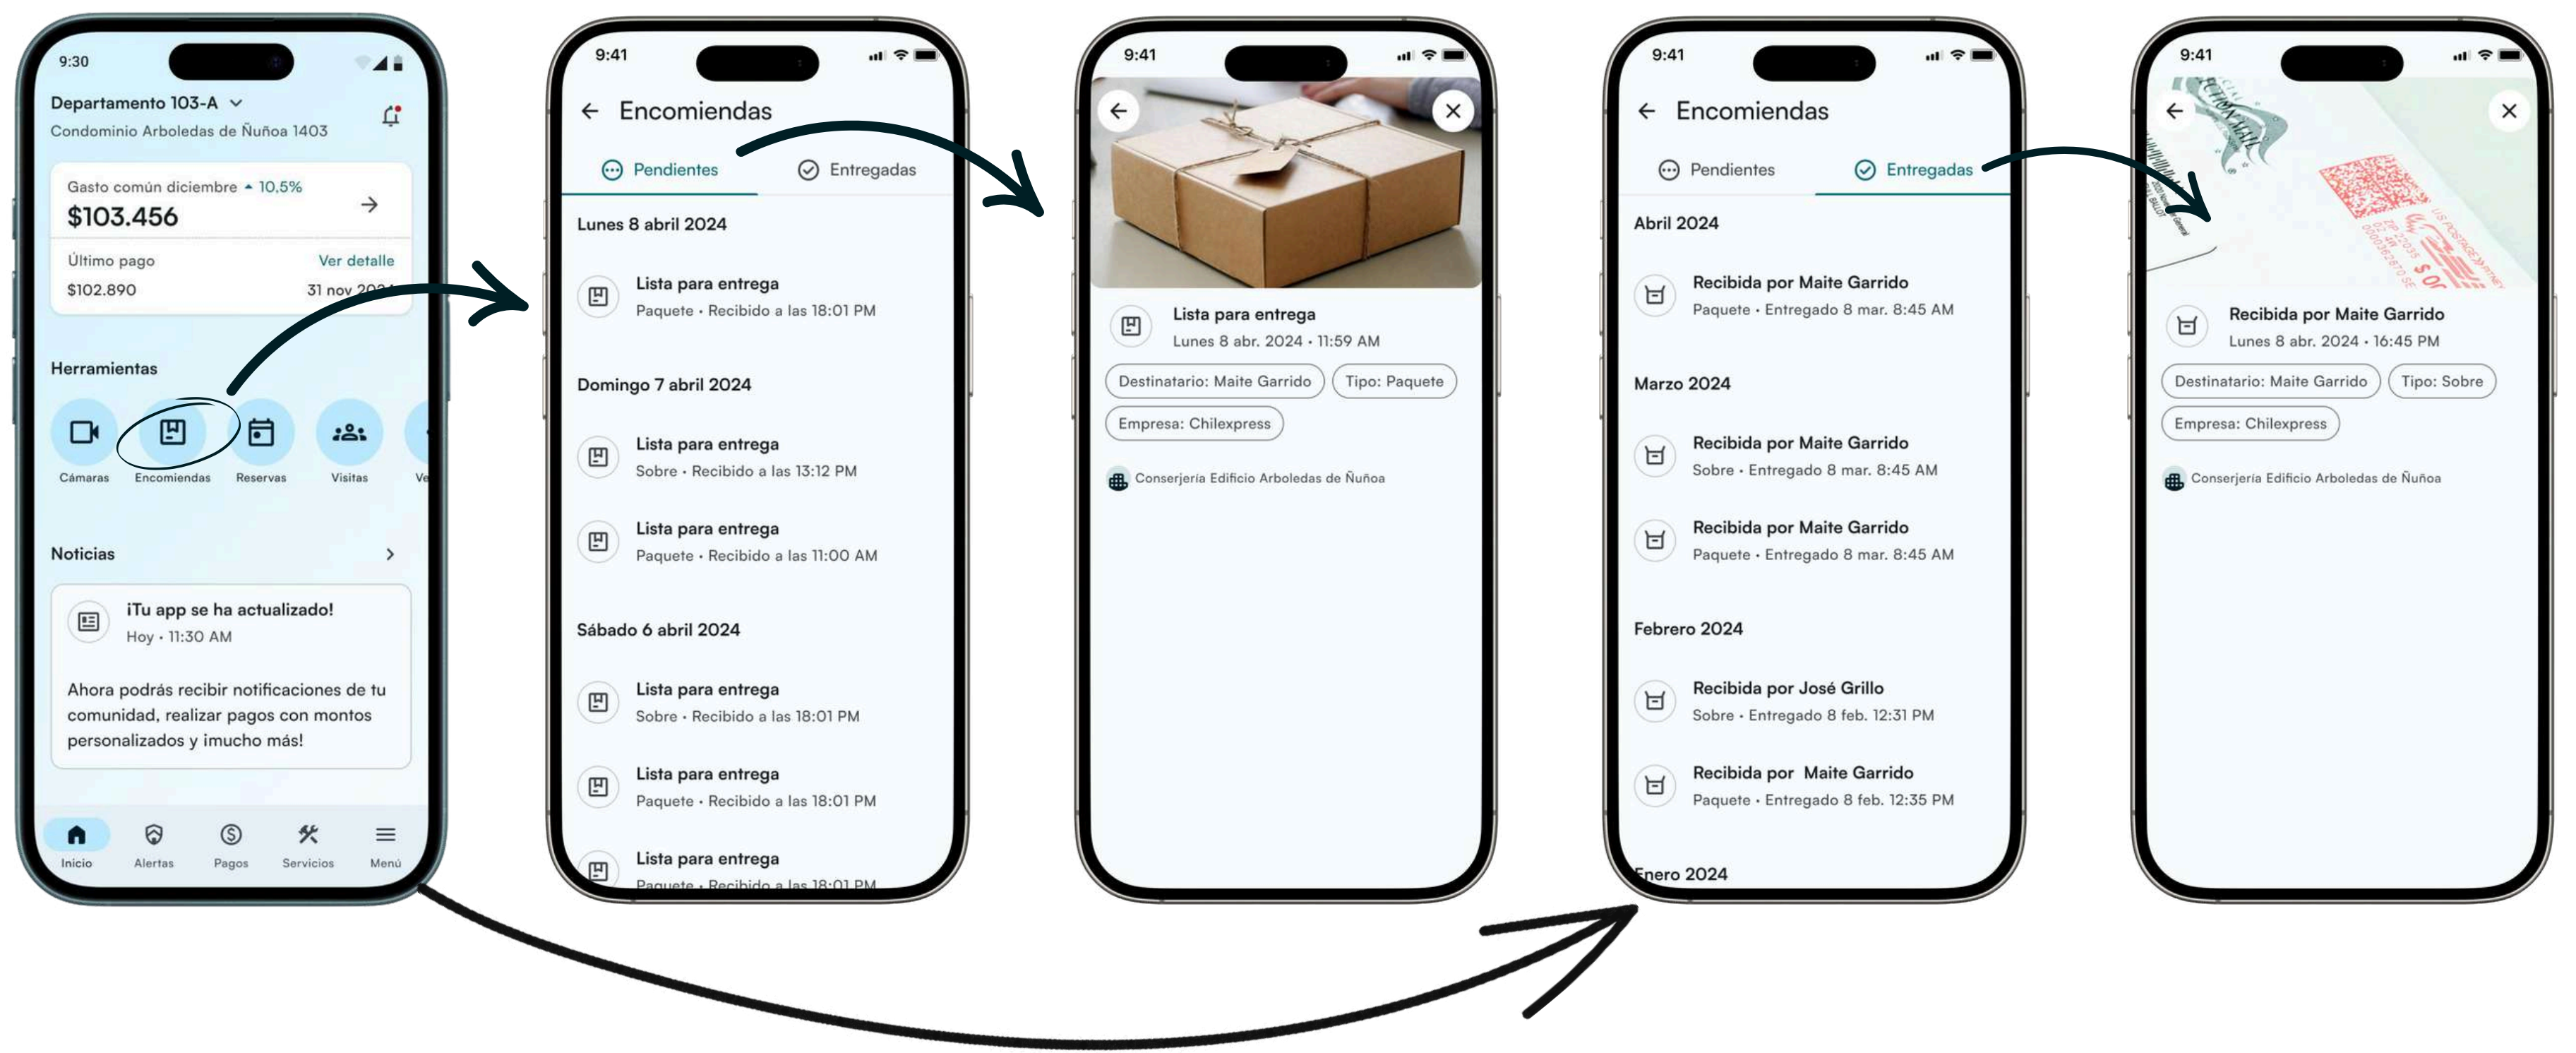 9:30
Departamento 103-A
Condominio Arboledas de Ñuñoa 1403
Gasto común diciembre 10,5%
$103.456
Último pago
Ver detalle
$102.890
31 nov
Herramientas
Cámaras
Encomiendas
Reservas
Visitas
Ve
Noticias
¡Tu app se ha actualizado!
Hoy • 11:30 AM
Ahora podrás recibir notificaciones de tu
comunidad, realizar pagos con montos
personalizados y ¡mucho más!
Inicio
Alertas
Pagos
Servicios
Menú
9:41
Encomiendas
Pendientes
Entregadas
Lunes 8 abril 2024
Lista para entrega
Paquete • Recibido a las 18:01 PM
Domingo 7 abril 2024
Lista para entrega
Sobre • Recibido a las 13:12 PM
Lista para entrega
Paquete • Recibido a las 11:00 AM
Sábado 6 abril 2024
Lista para entrega
Sobre • Recibido a las 18:01 PM
Lista para entrega
Paquete • Recibido a las 18:01 PM
Lista para entrega
Paquete • Recibido a las 18:01 PM
9:41
Lista para entrega
Lunes 8 abr. 2024 • 11:59 AM
Destinatario: Maite Garrido
Tipo: Paquete
Empresa: Chilexpress
Conserjería Edificio Arboledas de Ñuñoa
9:41
Encomiendas
Pendientes
Entregadas
Abril 2024
Recibida por Maite Garrido
Paquete • Entregado 8 mar. 8:45 AM
Marzo 2024
Recibida por Maite Garrido
Sobre • Entregado 8 mar. 8:45 AM
Recibida por Maite Garrido
Paquete • Entregado 8 mar. 8:45 AM
Febrero 2024
Recibida por José Grillo
Sobre • Entregado 8 feb. 12:31 PM
Recibida por Maite Garrido
Paquete • Entregado 8 feb. 12:35 PM
Enero 2024
9:41
US POSTAGE
Recibida por Maite Garrido
Lunes 8 abr. 2024 • 16:45 PM
Destinatario: Maite Garrido
Tipo: Sobre
Empresa: Chilexpress
Conserjería Edificio Arboledas de Ñuñoa